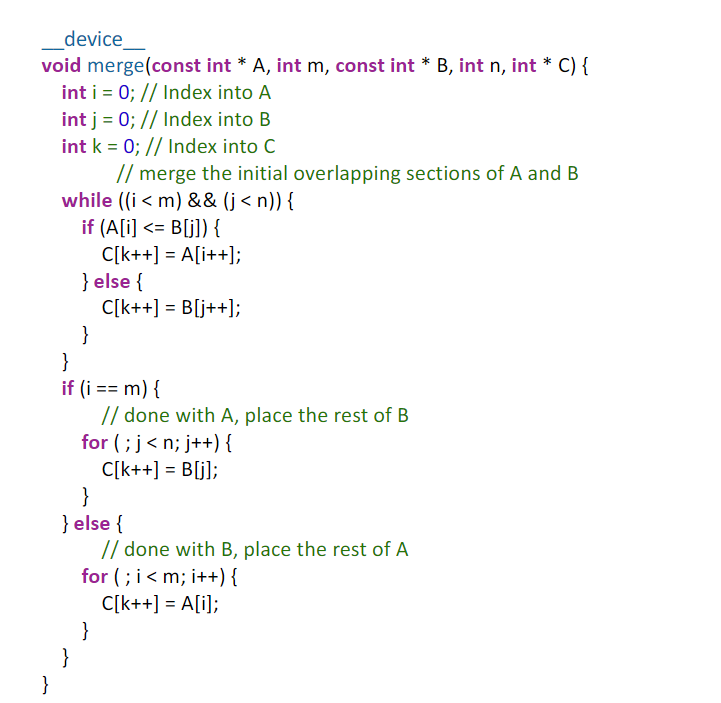 __device__
void merge(const int * A, int m, const int * B, int n, int * C) {
int i = 0; // Index into A
int j = 0; // Index into B
int k = 0; // Index into C
// merge the initial overlapping sections of A and B
while ((i < m) && (j < n)) {
if (A[i] <= B[j]) {
C[k++] = A[i++];
} else {
C[k++] = B[j++];
}
}
if (i == m) {
// done with A, place the rest of B
for ( ; j < n; j++) {
C[k++] = B[j];
}
} else {
// done with B, place the rest of A
for ( ; i < m; i++) {
C[k++] = A[i];
}
}
}